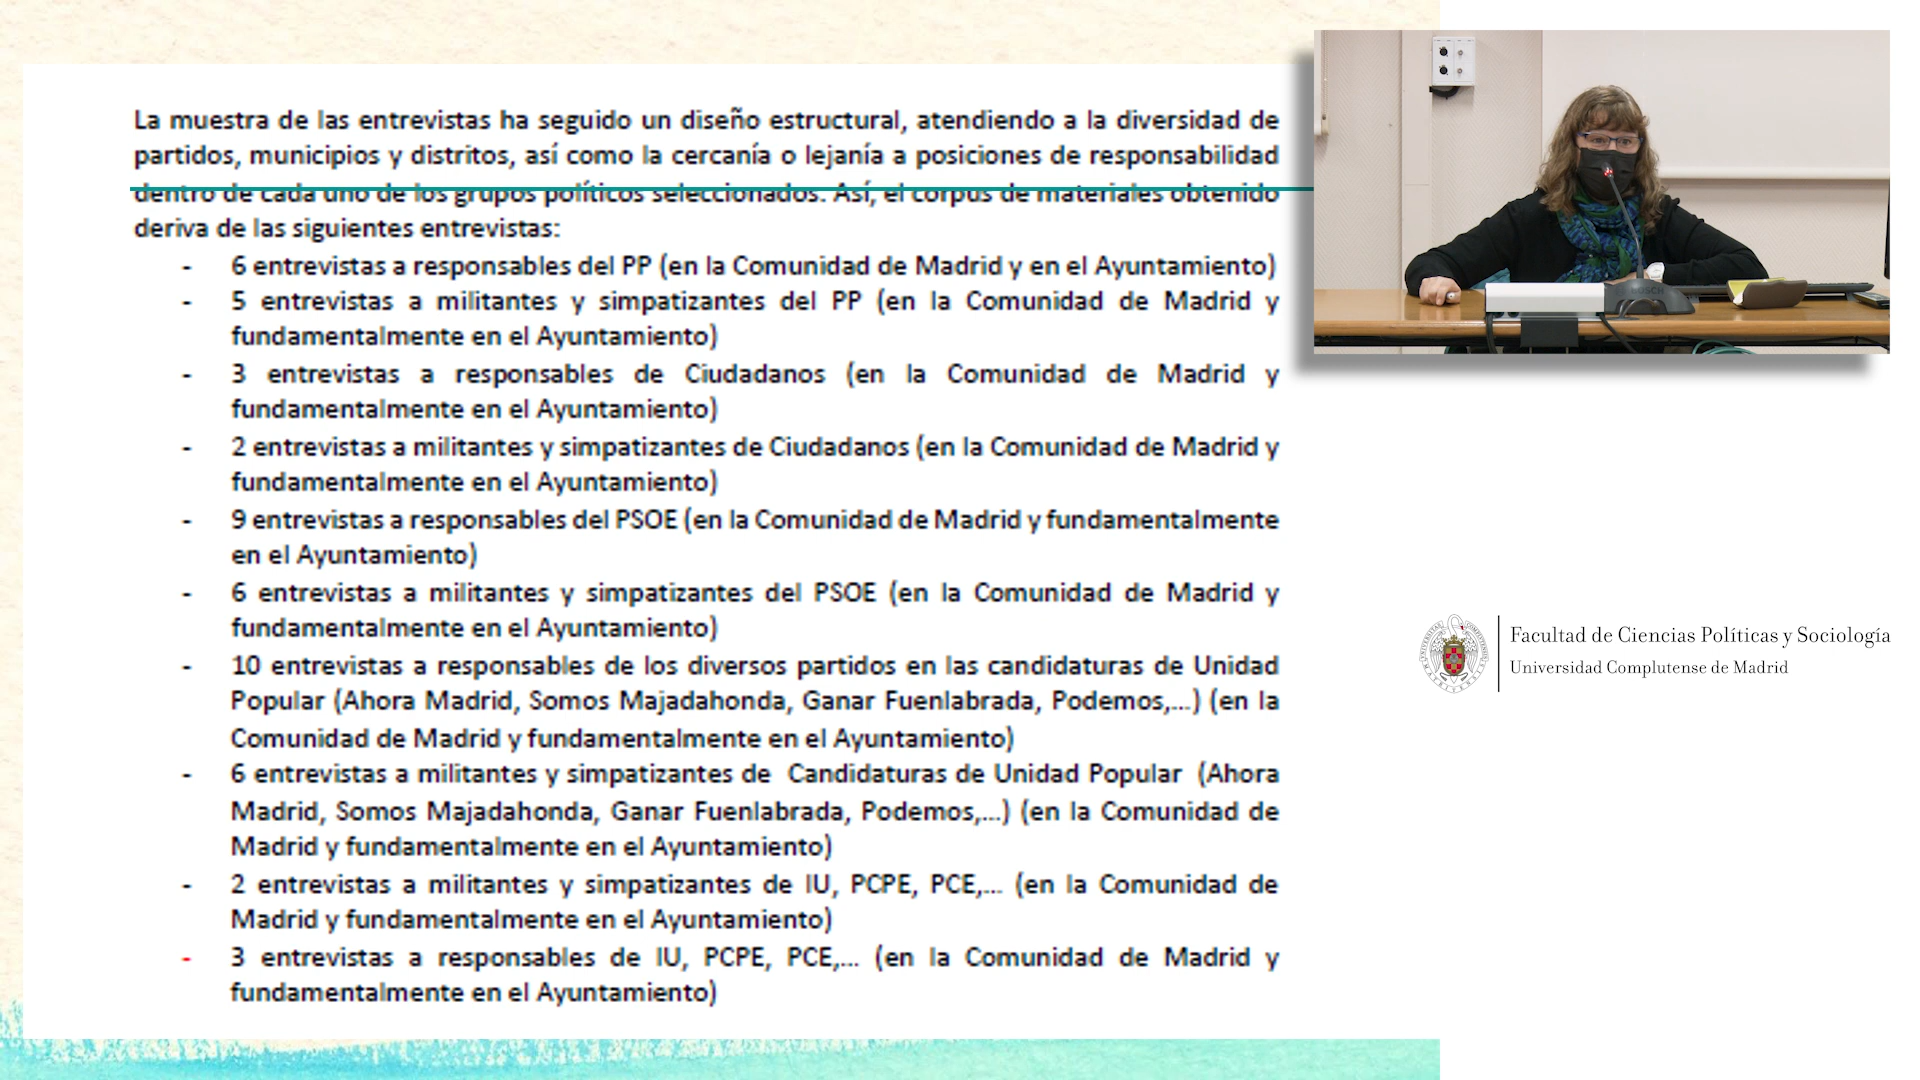 La muestra de las entrevistas ha seguido un diseño estructural, atendiendo a la diversidad de
partidos, municipios y distritos, así como la cercanía o lejanía a posiciones de responsabilidad
dentro de cada uno de los grupos políticos seleccionados. Así, el corpus de materiales obtenido
deriva de las siguientes entrevistas:
- 6 entrevistas a responsables del PP (en la Comunidad de Madrid y en el Ayuntamiento)
- 5 entrevistas a militantes y simpatizantes del PP (en la Comunidad de Madrid y
fundamentalmente en el Ayuntamiento)
- 3 entrevistas a responsables de Ciudadanos (en la Comunidad de Madrid y
fundamentalmente en el Ayuntamiento)
- 2 entrevistas a militantes y simpatizantes de Ciudadanos (en la Comunidad de Madrid y
fundamentalmente en el Ayuntamiento)
- 9 entrevistas a responsables del PSOE (en la Comunidad de Madrid y fundamentalmente
en el Ayuntamiento)
- 6 entrevistas a militantes y simpatizantes del PSOE (en la Comunidad de Madrid y
fundamentalmente en el Ayuntamiento)
- 10 entrevistas a responsables de los diversos partidos en las candidaturas de Unidad
Popular (Ahora Madrid, Somos Majadahonda, Ganar Fuenlabrada, Podemos,...) (en la
Comunidad de Madrid y fundamentalmente en el Ayuntamiento)
- 6 entrevistas a militantes y simpatizantes de Candidaturas de Unidad Popular (Ahora
Madrid, Somos Majadahonda, Ganar Fuenlabrada, Podemos,...) (en la Comunidad de
Madrid y fundamentalmente en el Ayuntamiento)
- 2 entrevistas a militantes y simpatizantes de IU, PCPE, PCE,... (en la Comunidad de
Madrid y fundamentalmente en el Ayuntamiento)
- 3 entrevistas a responsables de IU, PCPE, PCE,... (en la Comunidad de Madrid y
fundamentalmente en el Ayuntamiento)
BOSCH
Facultad de Ciencias Políticas y Sociología
Universidad Complutense de Madrid